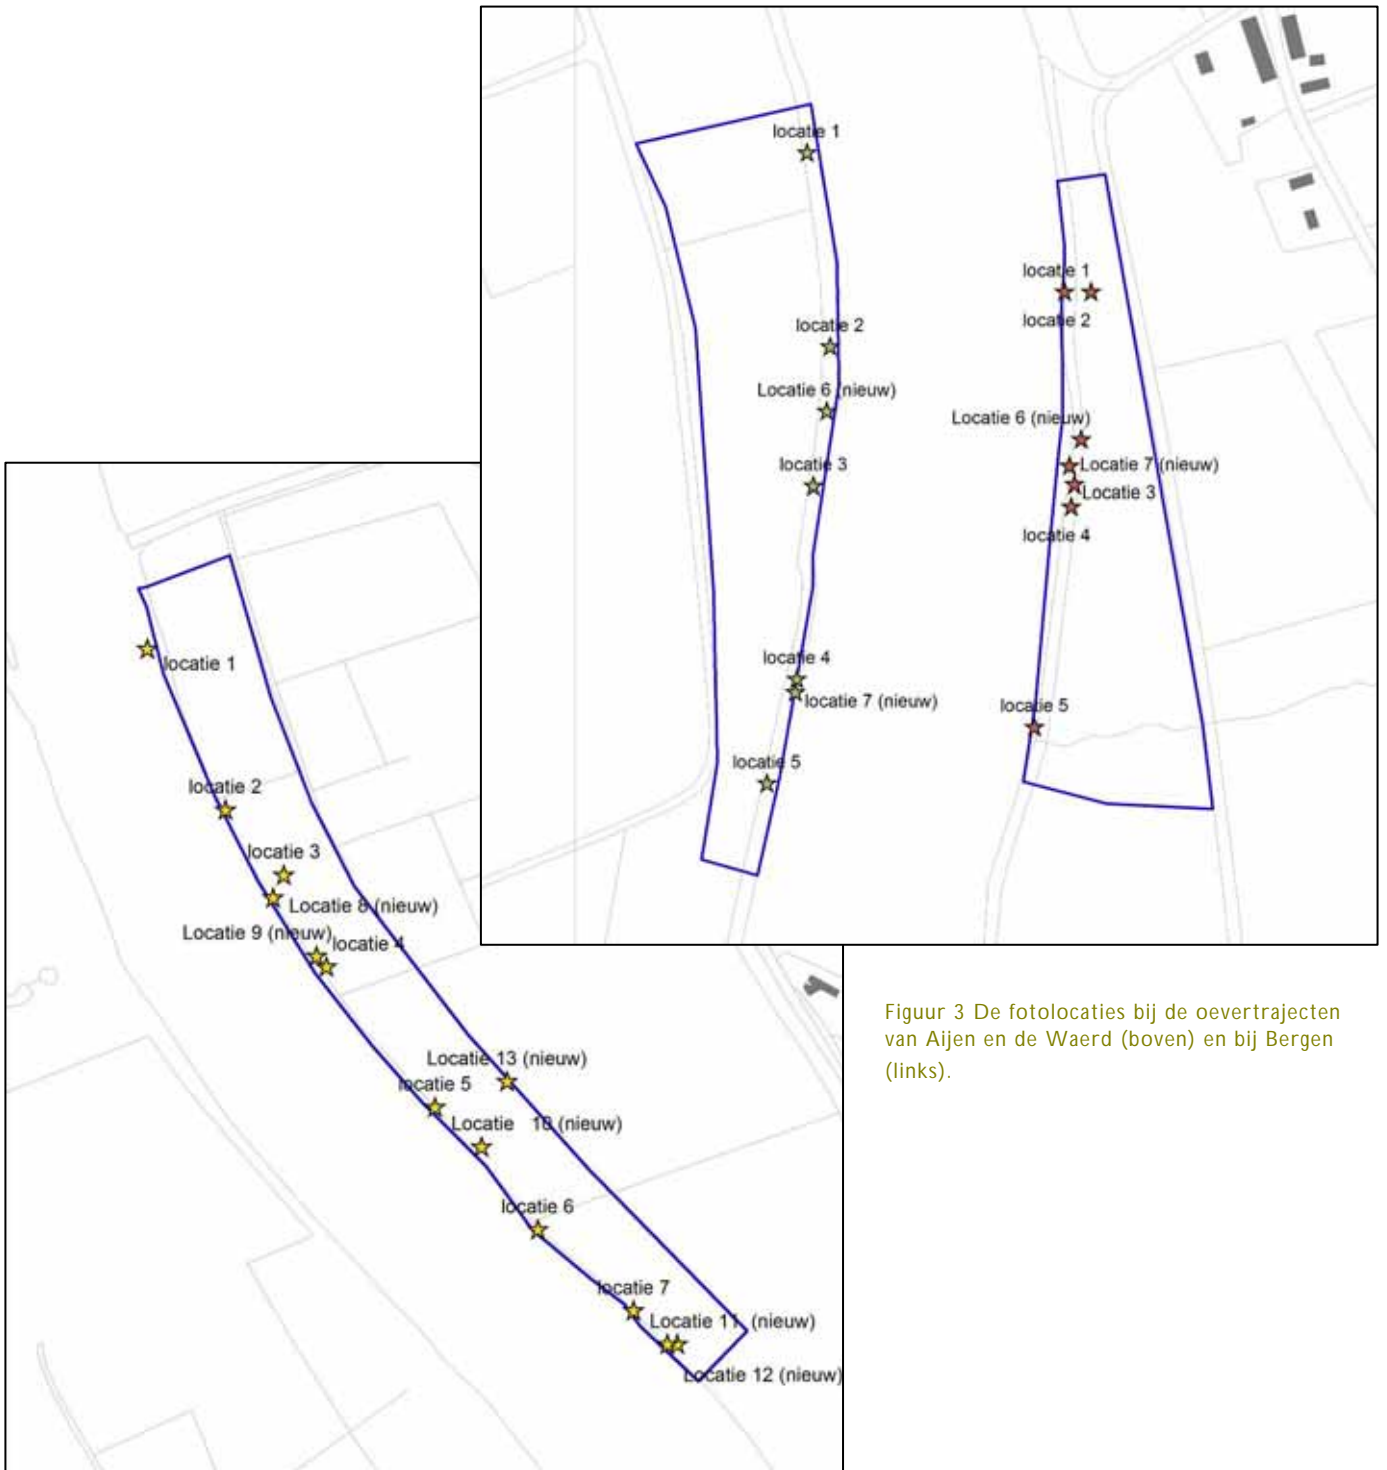 locatie 1
locatie 2
Locatie 6 (nieuw)
locatie 3
locatie 4
locatie 7 (nieuw)
locatie 5
locatie 1
locatie 2
Locatie 6 (nieuw)
Locatie 7 (nieuw)
Locatie 3
locatie 4
locatie 5
locatie 1
locatie 2
locatie 3
Locatie 8 (nieuw)
Locatie 9 (nieuw)
locatie 4
Locatie 13 (nieuw)
locatie 5
Locatie 10 (nieuw)
locatie 6
locatie 7
Locatie 11 (nieuw)
Locatie 12 (nieuw)
Figuur 3 De fotolocaties bij de oevertrajecten
van Aijen en de Waerd (boven) en bij Bergen
(links).